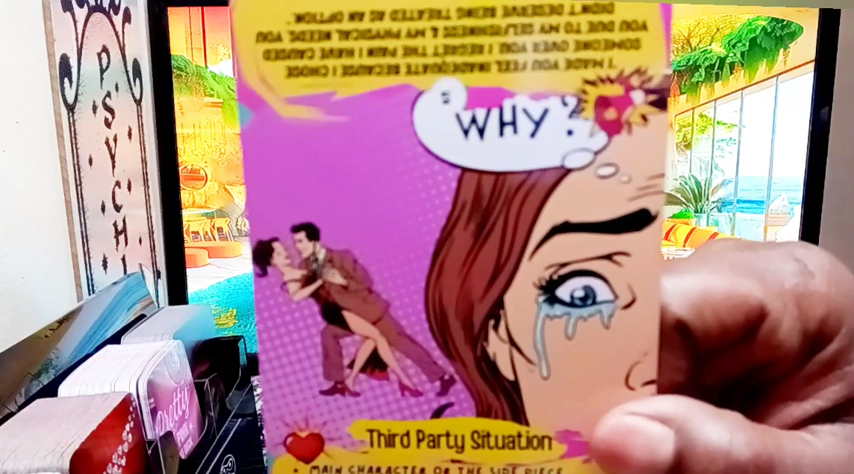 PSYCHI
"I MADE YOU FEEL INADEQUATE BECAUSE I CHOSE
SOMEONE OVER YOU. I REGRET THE PAIN I HAVE CAUSED
YOU DUE TO MY SELFISHNESS & MY PHYSICAL NEEDS. YOU
DIDN'T DESERVE BEING TREATED AS AN OPTION."
"WHY?
Third Party Situation
• MAIN CHARACTER OR THE SIDE PIECE
Pretty